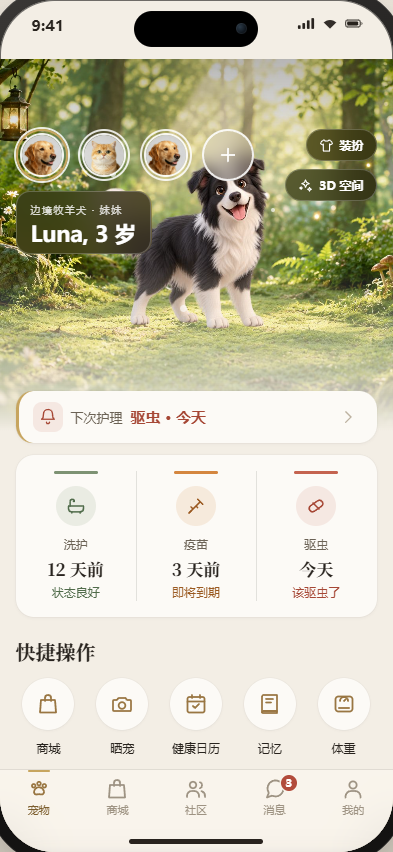 9:41
装扮
3D 空间
边境牧羊犬 · 妹妹
Luna, 3 岁
下次护理 驱虫 · 今天
洗护
12 天前
状态良好
疫苗
3 天前
即将到期
驱虫
今天
该驱虫了
快捷操作
商城
晒宠
健康日历
记忆
体重
宠物
商城
社区
3
消息
我的